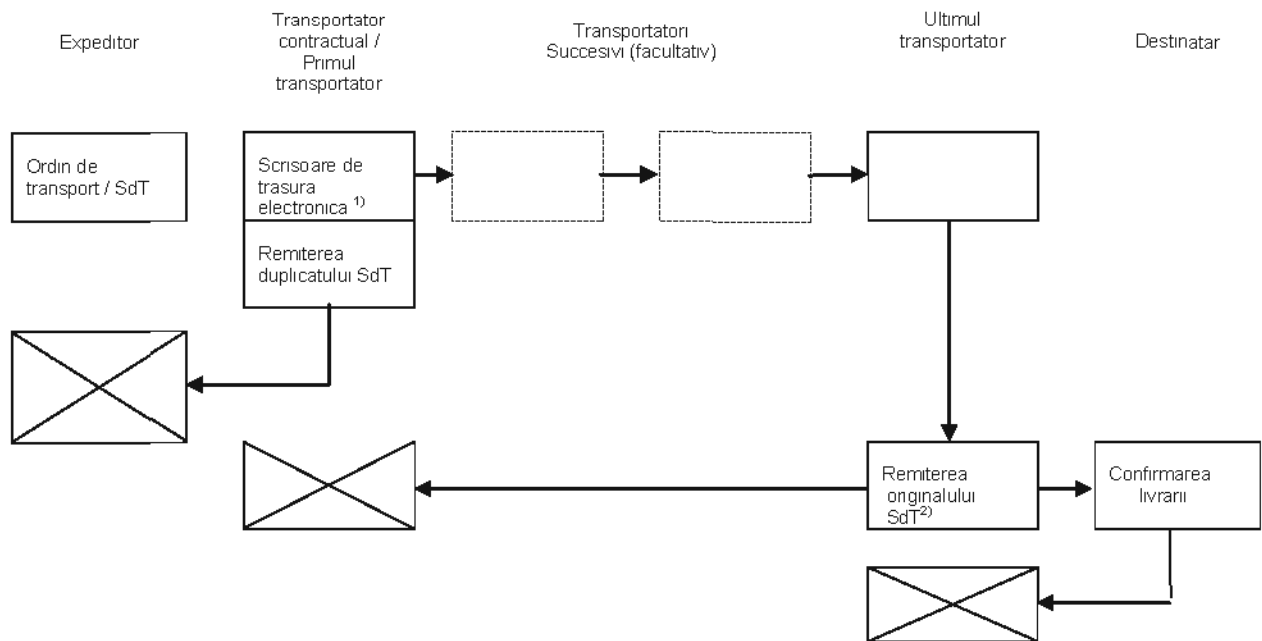 Expeditor
Transportator
contractual /
Primul
transportator
Transportatori
Succesivi (facultativ)
Ultimul
transportator
Destinatar
Ordin de
transport / SdT
Scrisoare de
trasura
electronica 1)
Remiterea
duplicatului SdT
Remiterea
originalului
SdT2)
Confirmarea
livrarii